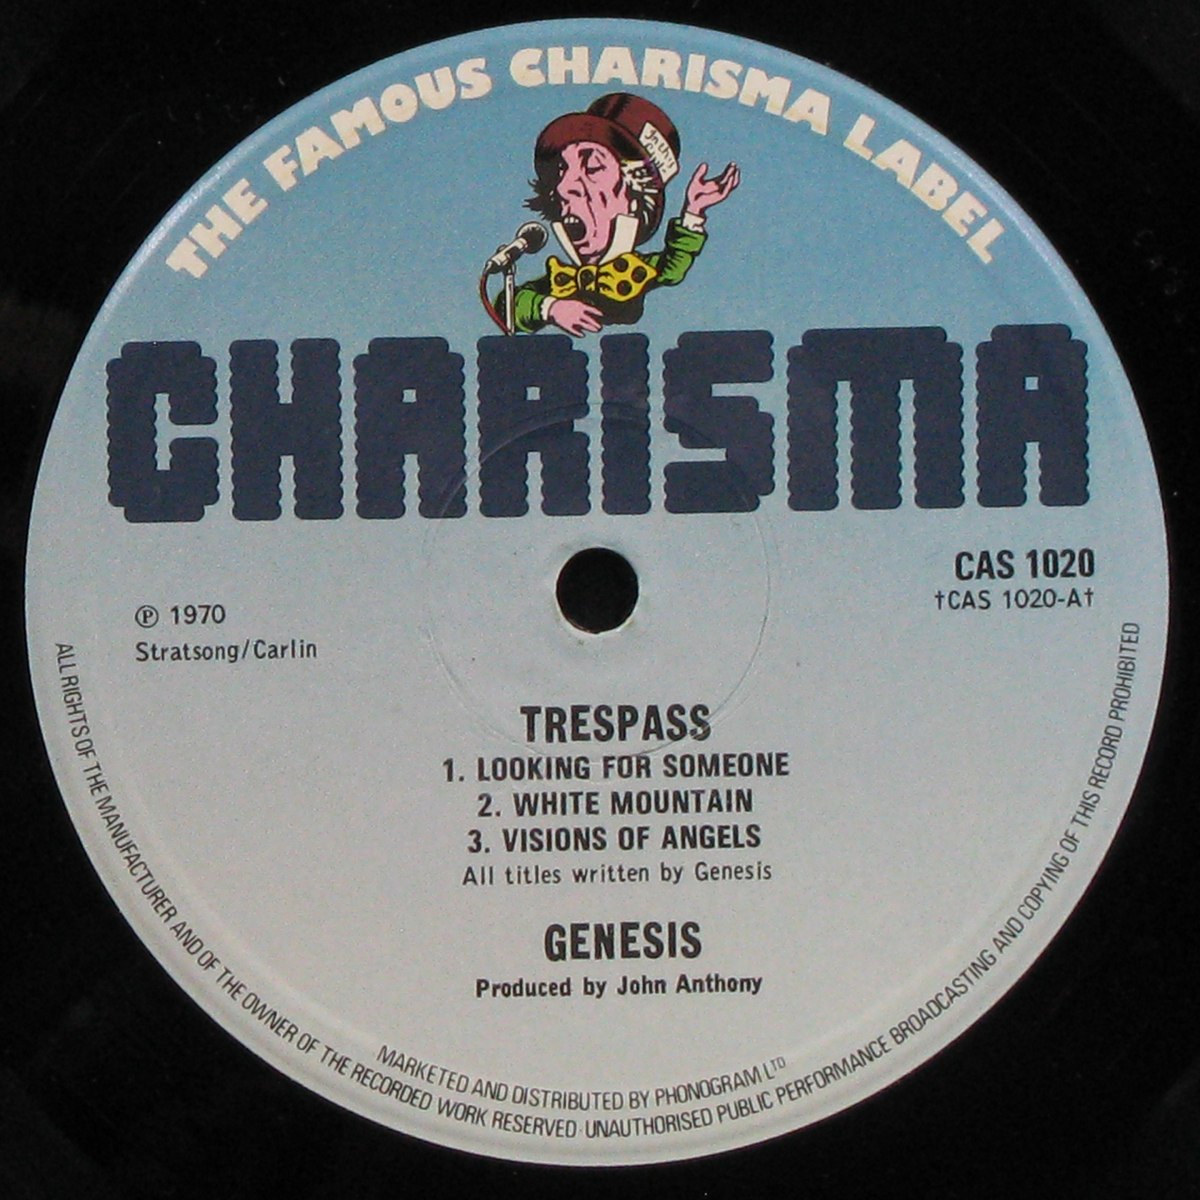 THE FAMOUS CHARISMA LABEL
CHARISMA
CAS 1020
†CAS 1020-A†
℗ 1970
Stratsong/Carlin
TRESPASS
1. LOOKING FOR SOMEONE
2. WHITE MOUNTAIN
3. VISIONS OF ANGELS
All titles written by Genesis
GENESIS
Produced by John Anthony
MARKETED AND DISTRIBUTED BY PHONOGRAM LTD
ALL RIGHTS OF THE MANUFACTURER AND OF THE OWNER OF THE RECORDED WORK RESERVED · UNAUTHORISED PUBLIC PERFORMANCE BROADCASTING AND COPYING OF THIS RECORD PROHIBITED